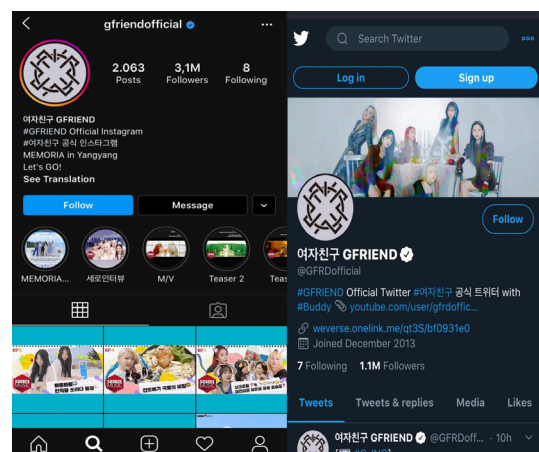 gfriendofficial
2.063 3,1M 8
Posts Followers Following
여자친구 GFRIEND
#GFRIEND Official Instagram
#여자친구 공식 인스타그램
MEMORIA in Yangyang
Let's GO!
See Translation
Follow Message
MEMORIA... 세로인터뷰 M/V Teaser 2 Teas
Search Twitter
Log in Sign up
Follow
여자친구 GFRIEND
@GFRDofficial
#GFRIEND Official Twitter #여자친구 공식 트위터 with
#Buddy youtube.com/user/gfrdoffic...
weverse.onelink.me/qt3S/bf0931e0
Joined December 2013
7 Following 1.1M Followers
Tweets Tweets & replies Media Likes
여자친구 GFRIEND @GFRDoff... · 10h